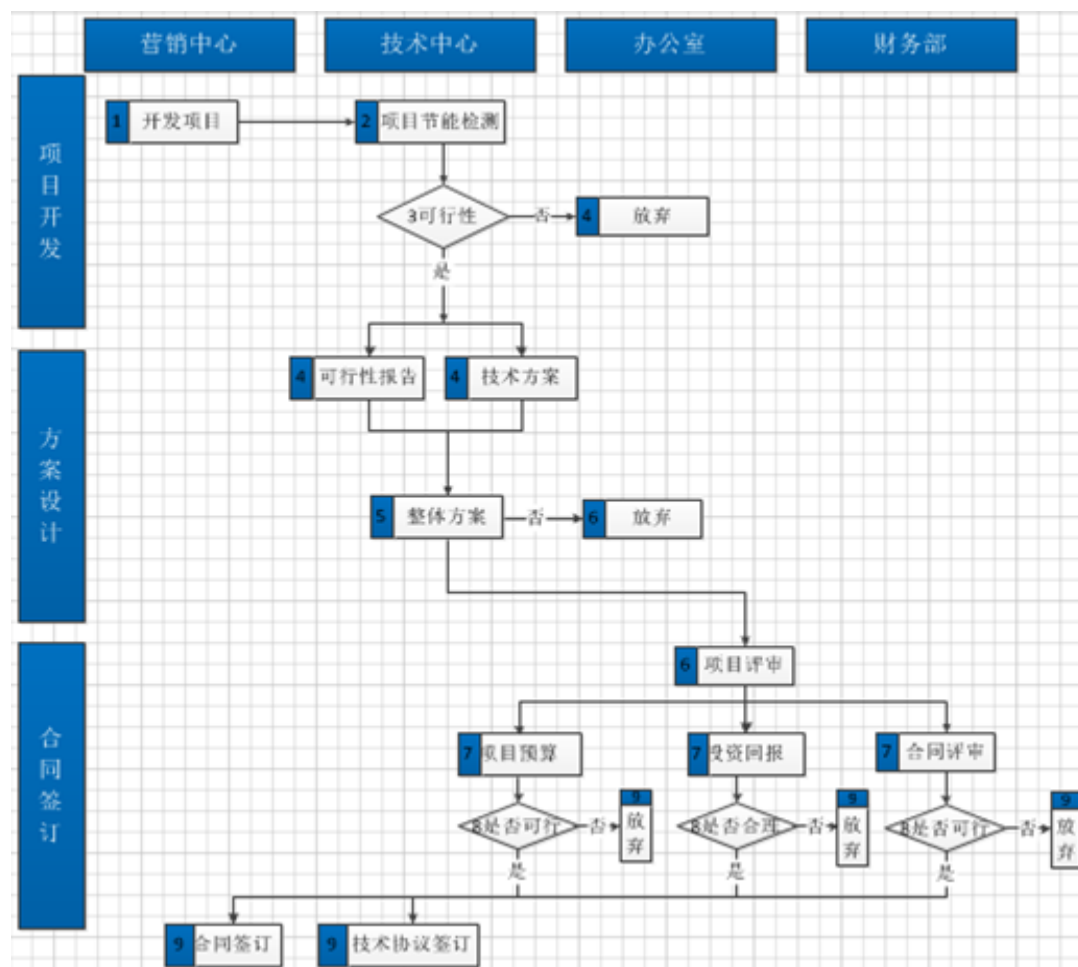 营销中心
技术中心
办公室
财务部
项目开发
1 开发项目
2 项目节能检测
3可行性
否
4 放弃
是
方案设计
4 可行性报告
4 技术方案
5 整体方案
否
6 放弃
合同签订
6 项目评审
7 项目预算
7 投资回报
7 合同评审
8是否可行
否
9 放弃
8是否合理
否
9 放弃
8是否可行
否
9 放弃
是
是
是
9 合同签订
9 技术协议签订